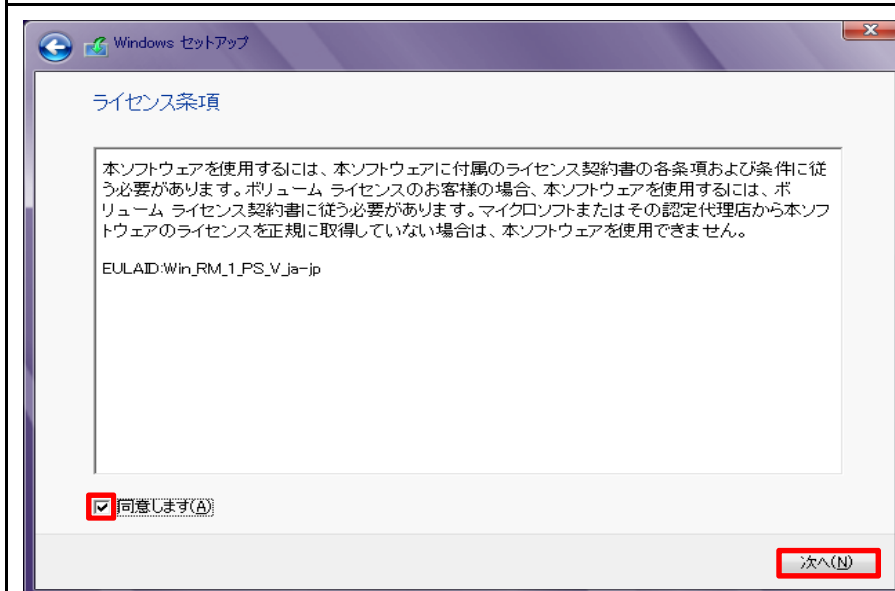 Windows セットアップ
ライセンス条項
本ソフトウェアを使用するには、本ソフトウェアに付属のライセンス契約書の各条項および条件に従
う必要があります。ボリューム ライセンスのお客様の場合、本ソフトウェアを使用するには、ボ
リューム ライセンス契約書に従う必要があります。マイクロソフトまたはその認定代理店から本ソフ
トウェアのライセンスを正規に取得していない場合は、本ソフトウェアを使用できません。
EULAID:Win_RM_1_PS_V_ja-jp
同意します(A)
次へ(N)